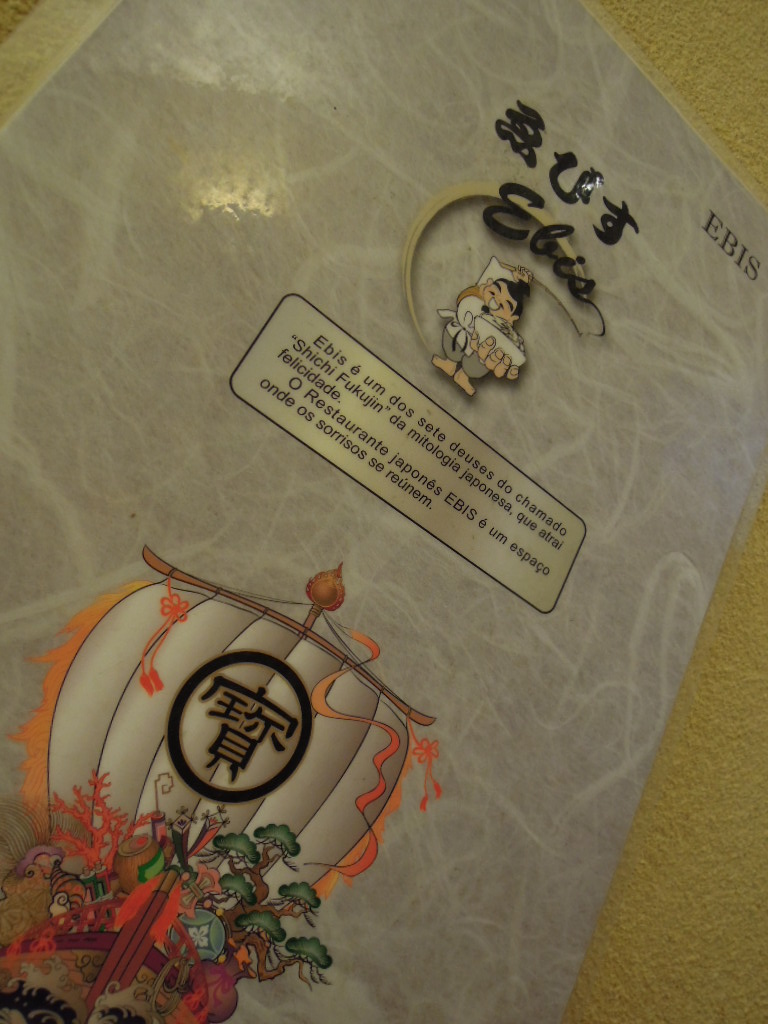 ゑびす
Ebis
EBIS
Ebis é um dos sete deuses do chamado
"Shichi Fukujin" da mitologia japonesa, que atrai
felicidade.
O Restaurante japonês EBIS é um espaço
onde os sorrisos se reúnem.
寶